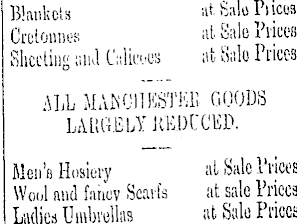 Blankets at Sale Prices
Cretonnes at Sale Prices
Sheeting and Calicoes at Sale Prices
ALL MANCHESTER GOODS
LARGELY REDUCED.
Men's Hosiery at Sale Prices
Wool and fancy Scarfs at sale Prices
Ladies Umbrellas at Sale Prices